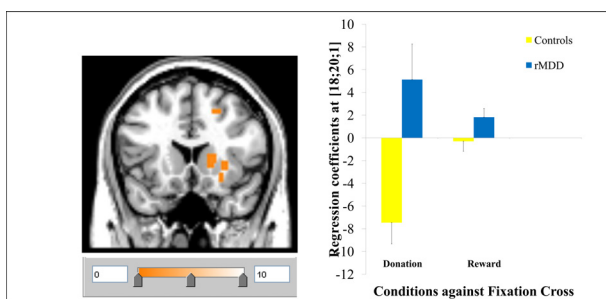 0
10
Regression coefficients at [18;20;1]
10
8
6
4
2
0
-2
-4
-6
-8
-10
-12
Controls
rMDD
Donation
Reward
Conditions against Fixation Cross